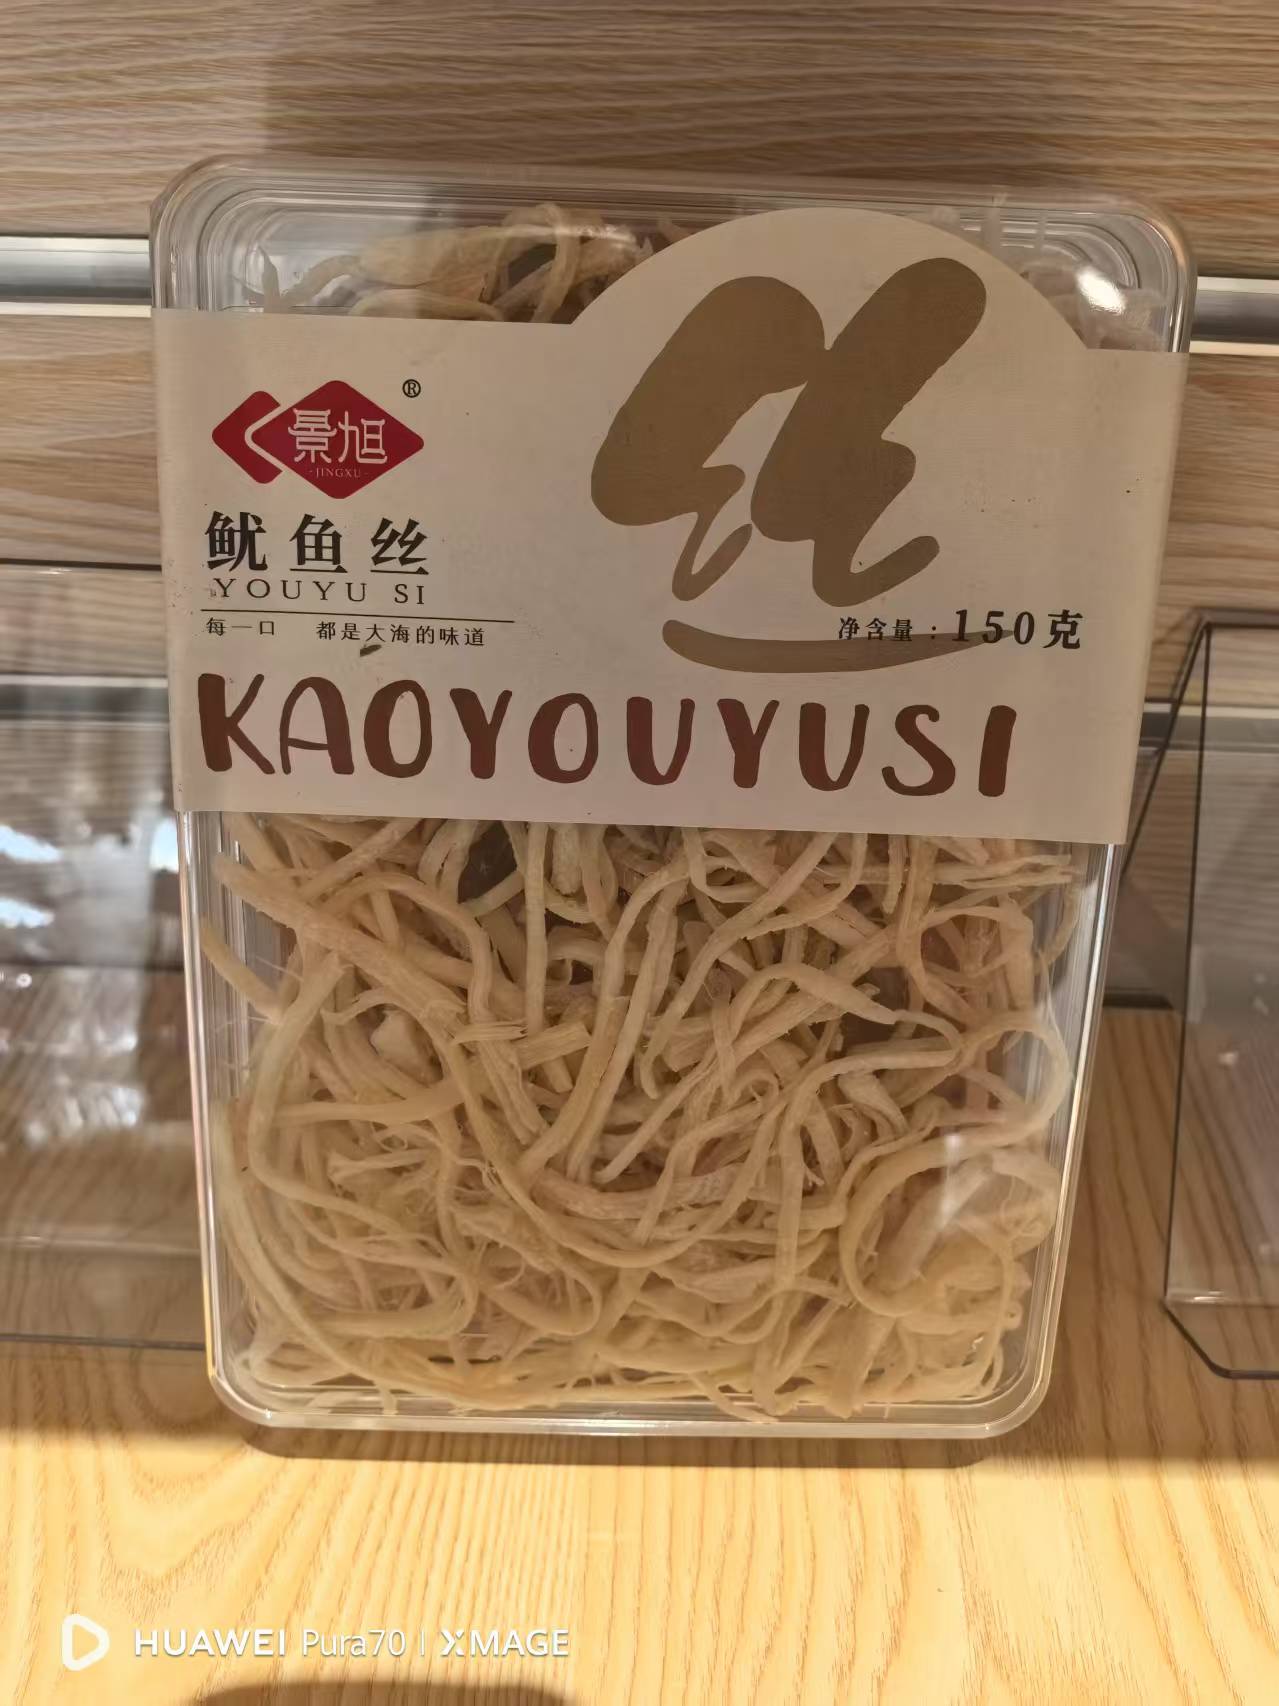 丝
景旭
®
-JINGXU-
鱿鱼丝
YOUYU SI
每一口 都是大海的味道
净含量:150克
KAOYOUYUSI
HUAWEI Pura70 | XMAGE